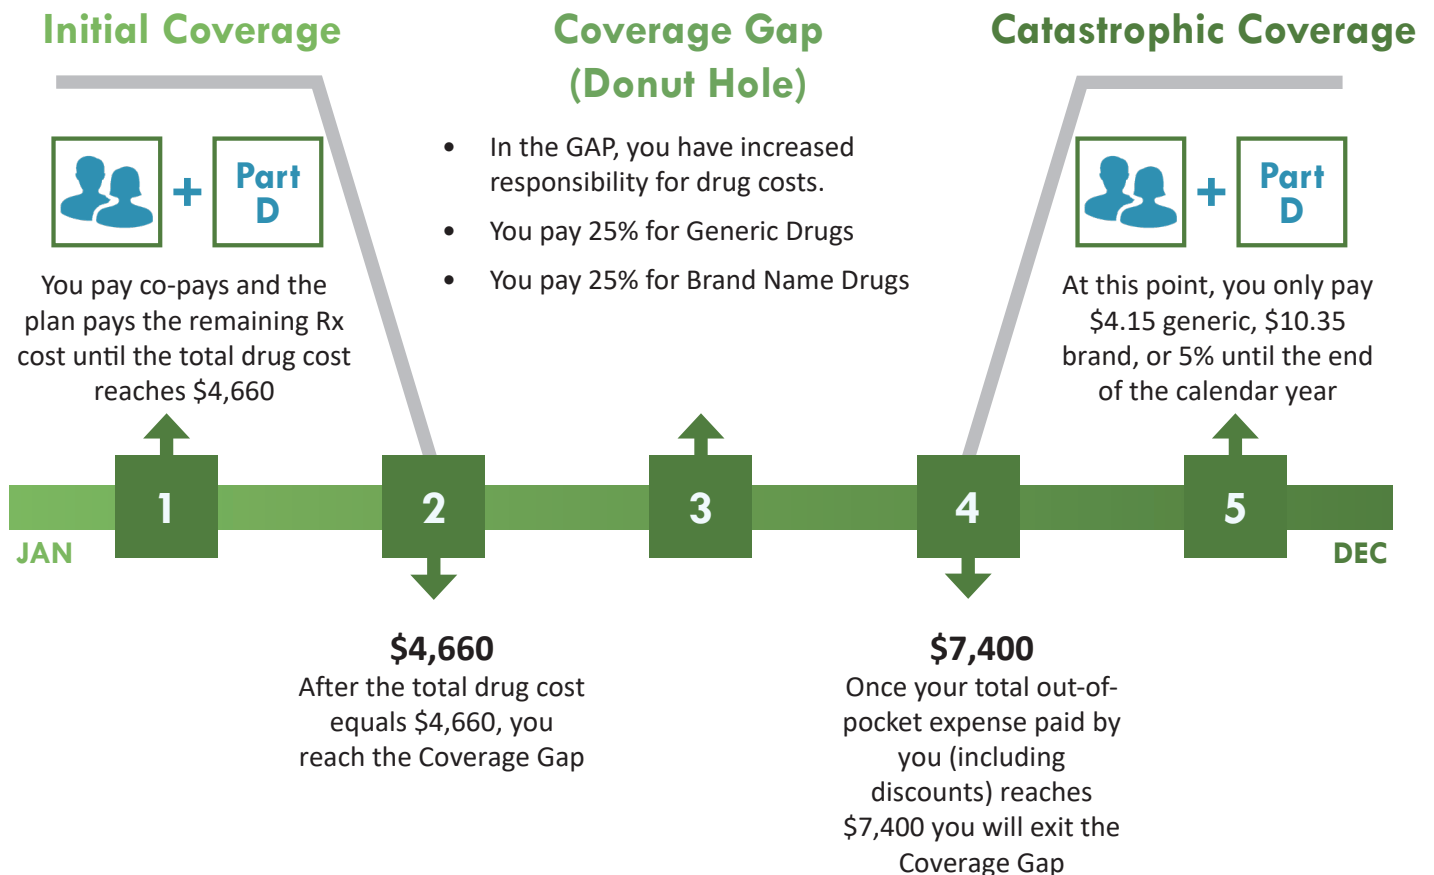 Initial Coverage
Part
D
+
You pay co-pays and the
plan pays the remaining Rx
cost until the total drug cost
reaches $4,660
Coverage Gap
(Donut Hole)
• In the GAP, you have increased
responsibility for drug costs.
• You pay 25% for Generic Drugs
• You pay 25% for Brand Name Drugs
Catastrophic Coverage
+
Part
D
At this point, you only pay
$4.15 generic, $10.35
brand, or 5% until the end
of the calendar year
1
2
3
4
5
JAN
DEC
$4,660
After the total drug cost
equals $4,660, you
reach the Coverage Gap
$7,400
Once your total out-of-
pocket expense paid by
you (including
discounts) reaches
$7,400 you will exit the
Coverage Gap